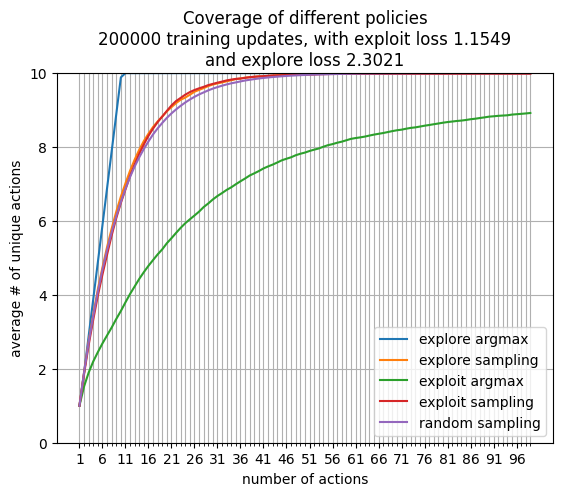 Coverage of different policies
200000 training updates, with exploit loss 1.1549
and explore loss 2.3021
average # of unique actions
10
8
6
4
2
0
explore argmax
explore sampling
exploit argmax
exploit sampling
random sampling
1 6 11 16 21 26 31 36 41 46 51 56 61 66 71 76 81 86 91 96
number of actions